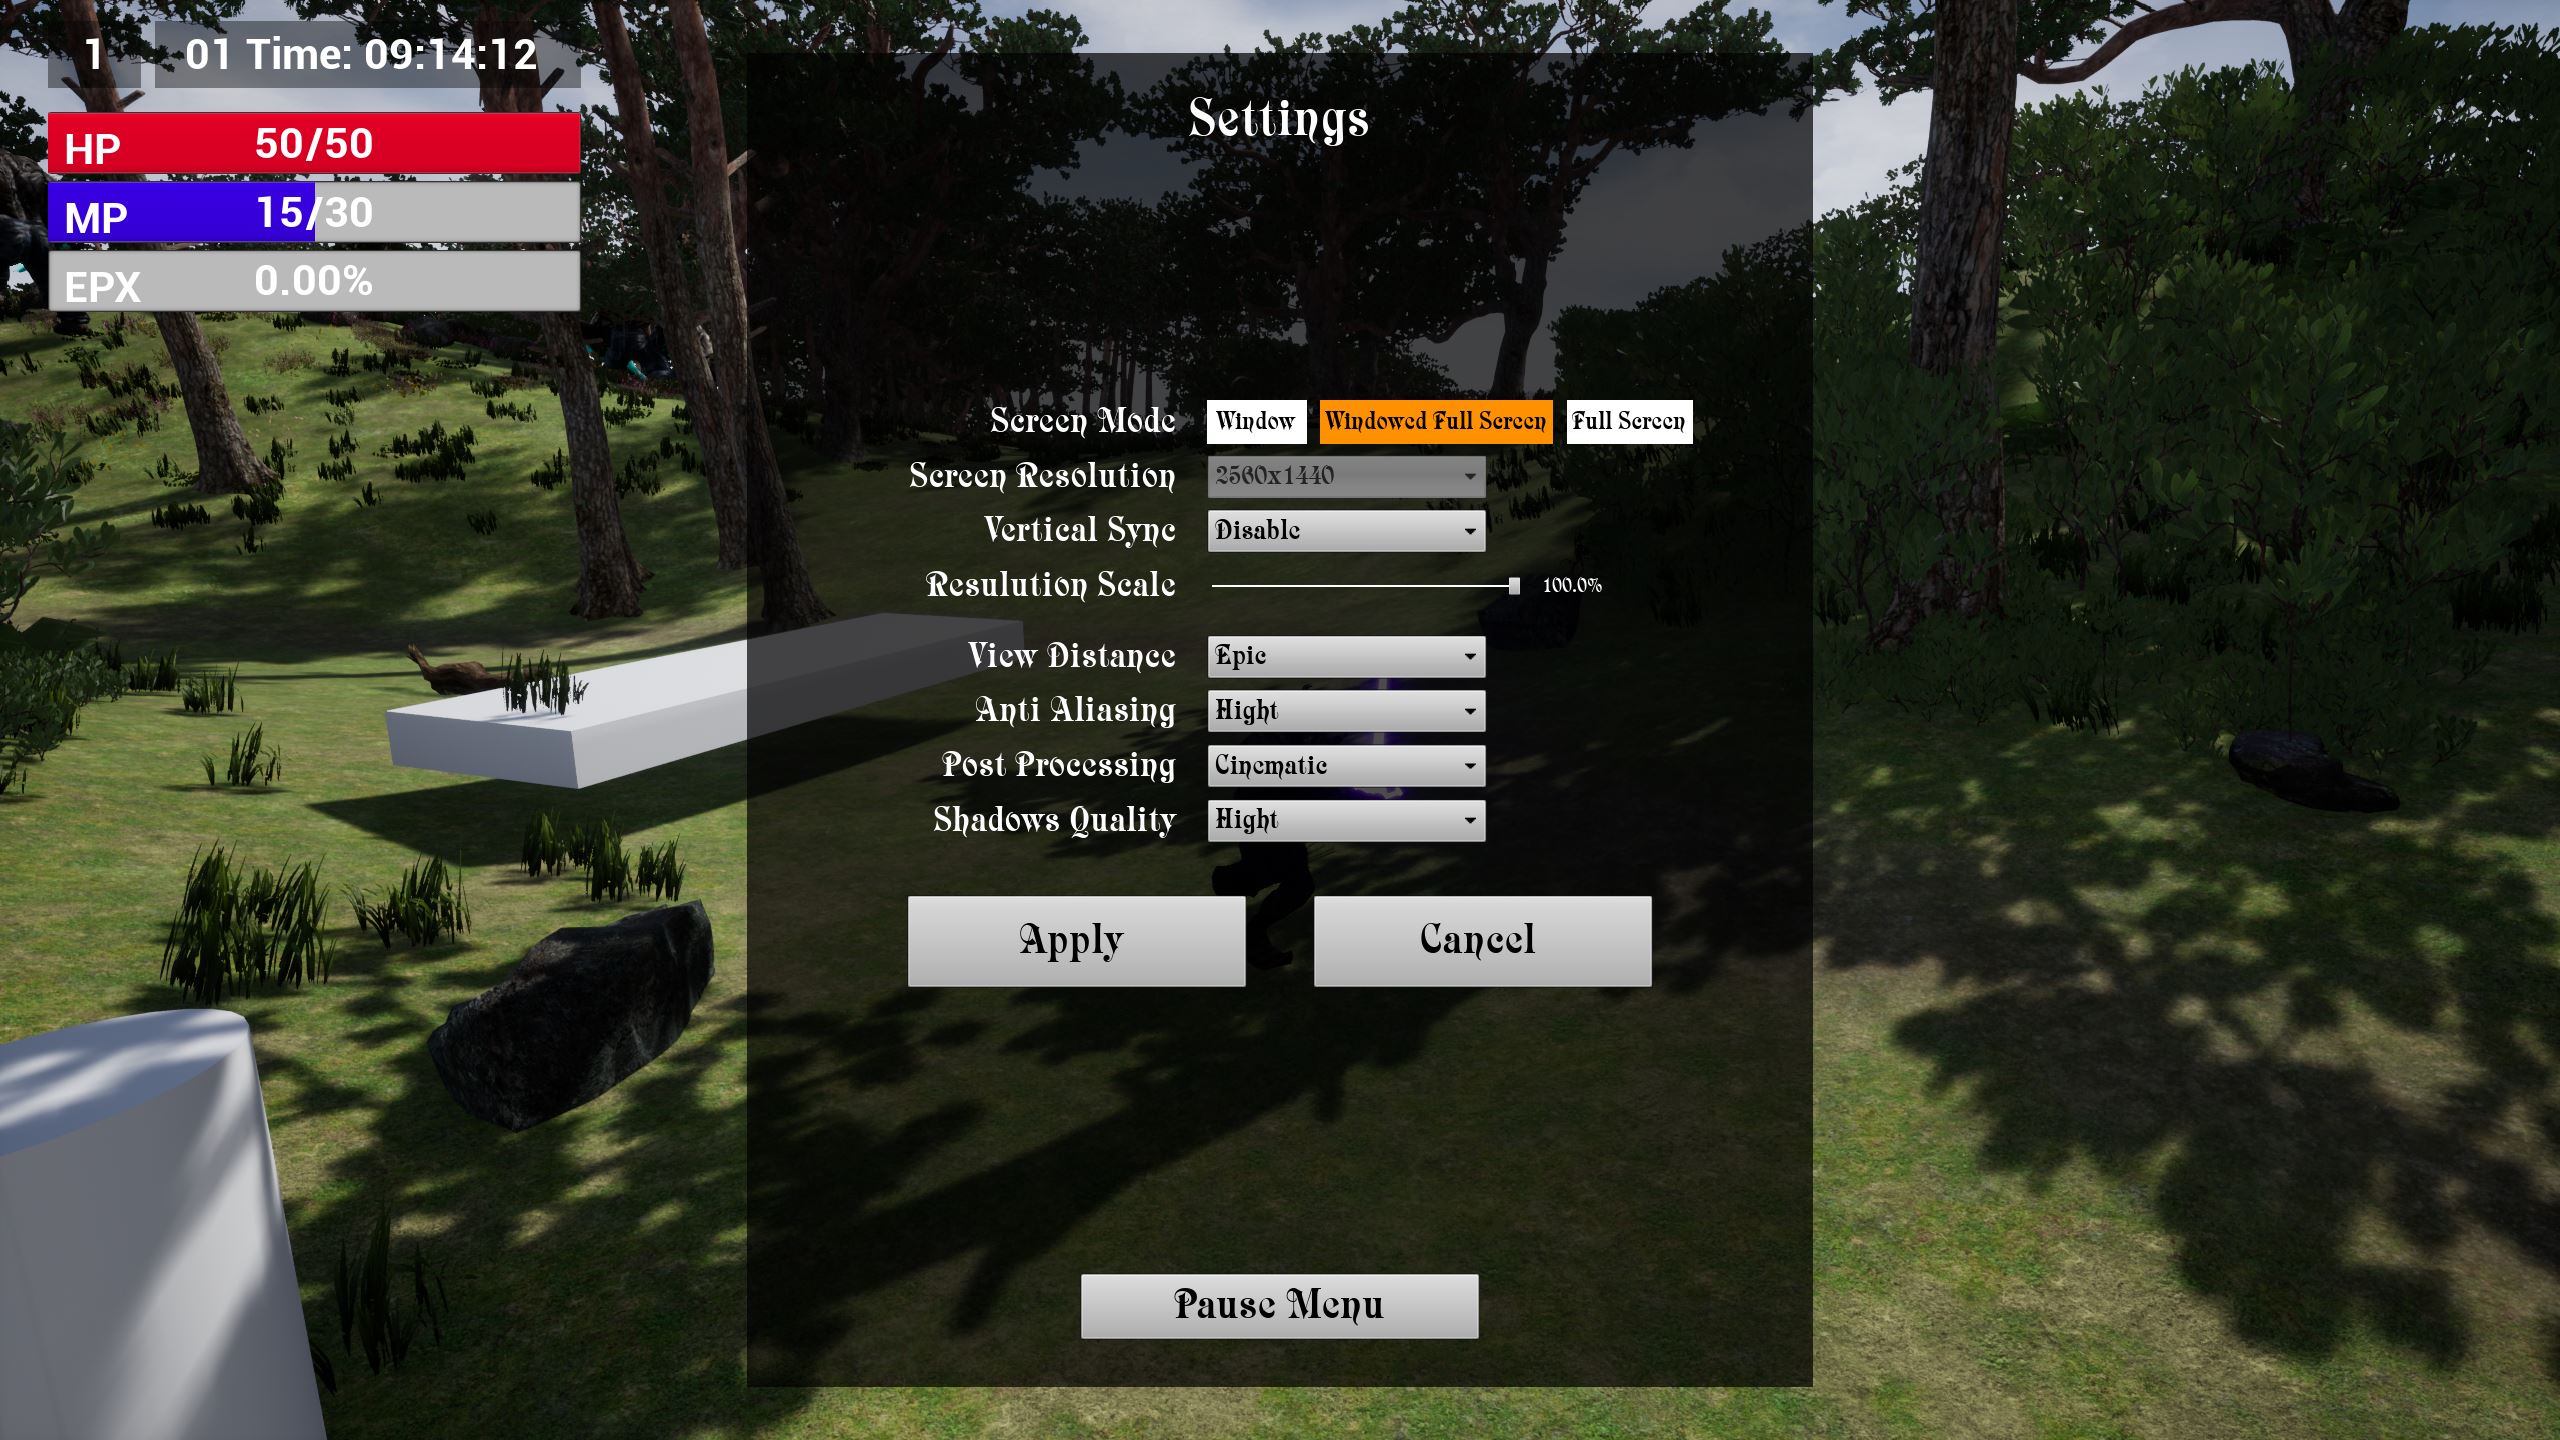 1
01 Time: 09:14:12
HP 50/50
MP 15/30
EPX 0.00%
Settings
Screen Mode Window Windowed Full Screen Full Screen
Screen Resolution 2560x1440
Vertical Sync Disable
Resulution Scale 100.0%
View Distance Epic
Anti Aliasing Hight
Post Processing Cinematic
Shadows Quality Hight
Apply Cancel
Pause Menu